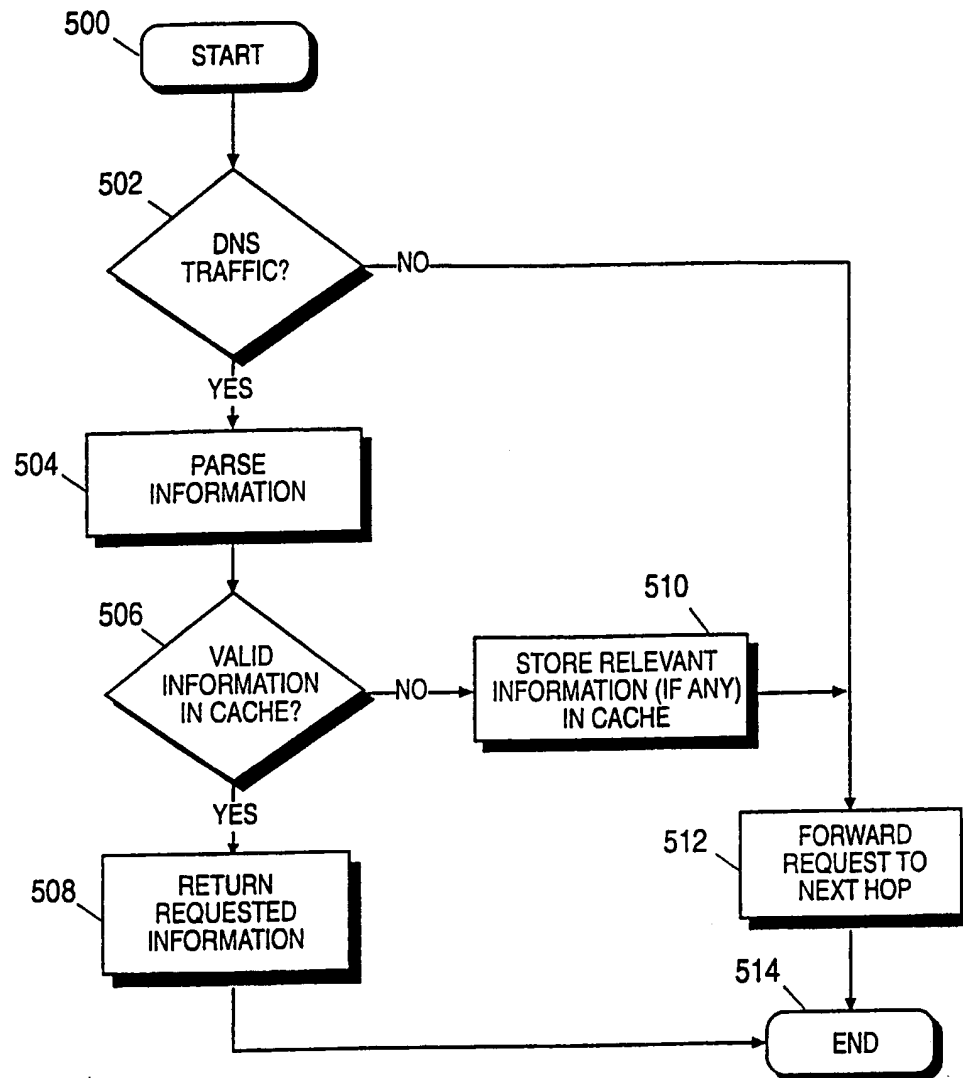 500
START
502
DNS
TRAFFIC?
NO
YES
504
PARSE
INFORMATION
506
VALID
INFORMATION
IN CACHE?
NO
510
STORE RELEVANT
INFORMATION (IF ANY)
IN CACHE
YES
508
RETURN
REQUESTED
INFORMATION
512
FORWARD
REQUEST TO
NEXT HOP
514
END